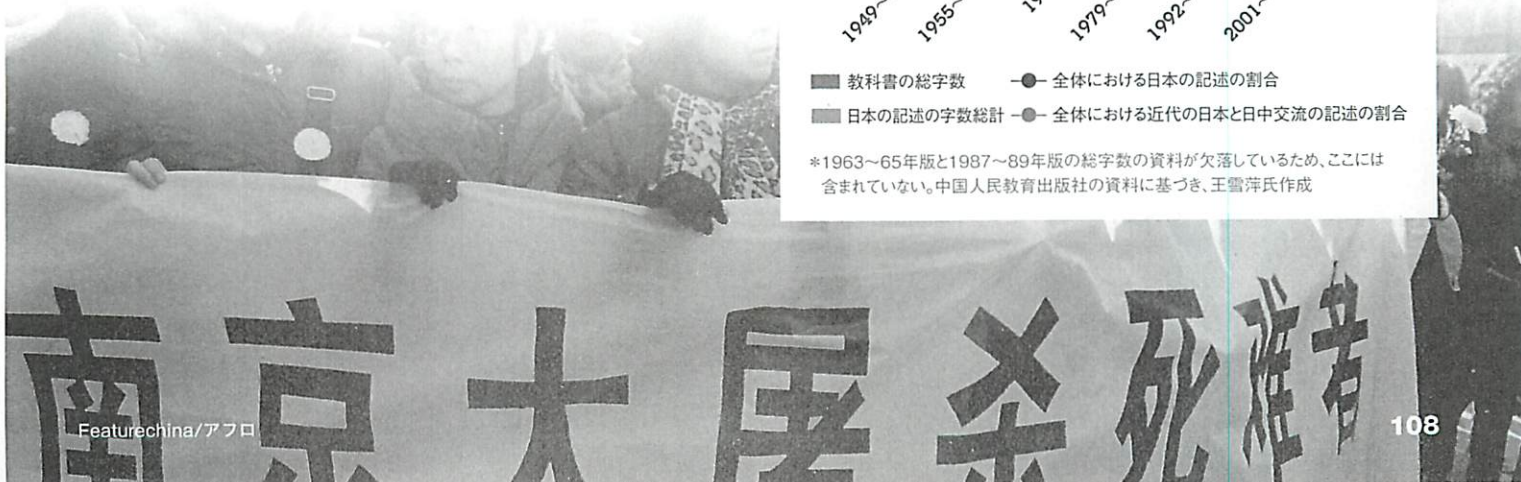 1949~
1955~
1979~
1992~
2001~
教科書の総字数
全体における日本の記述の割合
日本の記述の字数総計
全体における近代の日本と日中交流の記述の割合
*1963~65年版と1987~89年版の総字数の資料が欠落しているため、ここには
含まれていない。中国人民教育出版社の資料に基づき、王雪萍氏作成
南京大屠杀死难者
Featurechina/アフロ
108